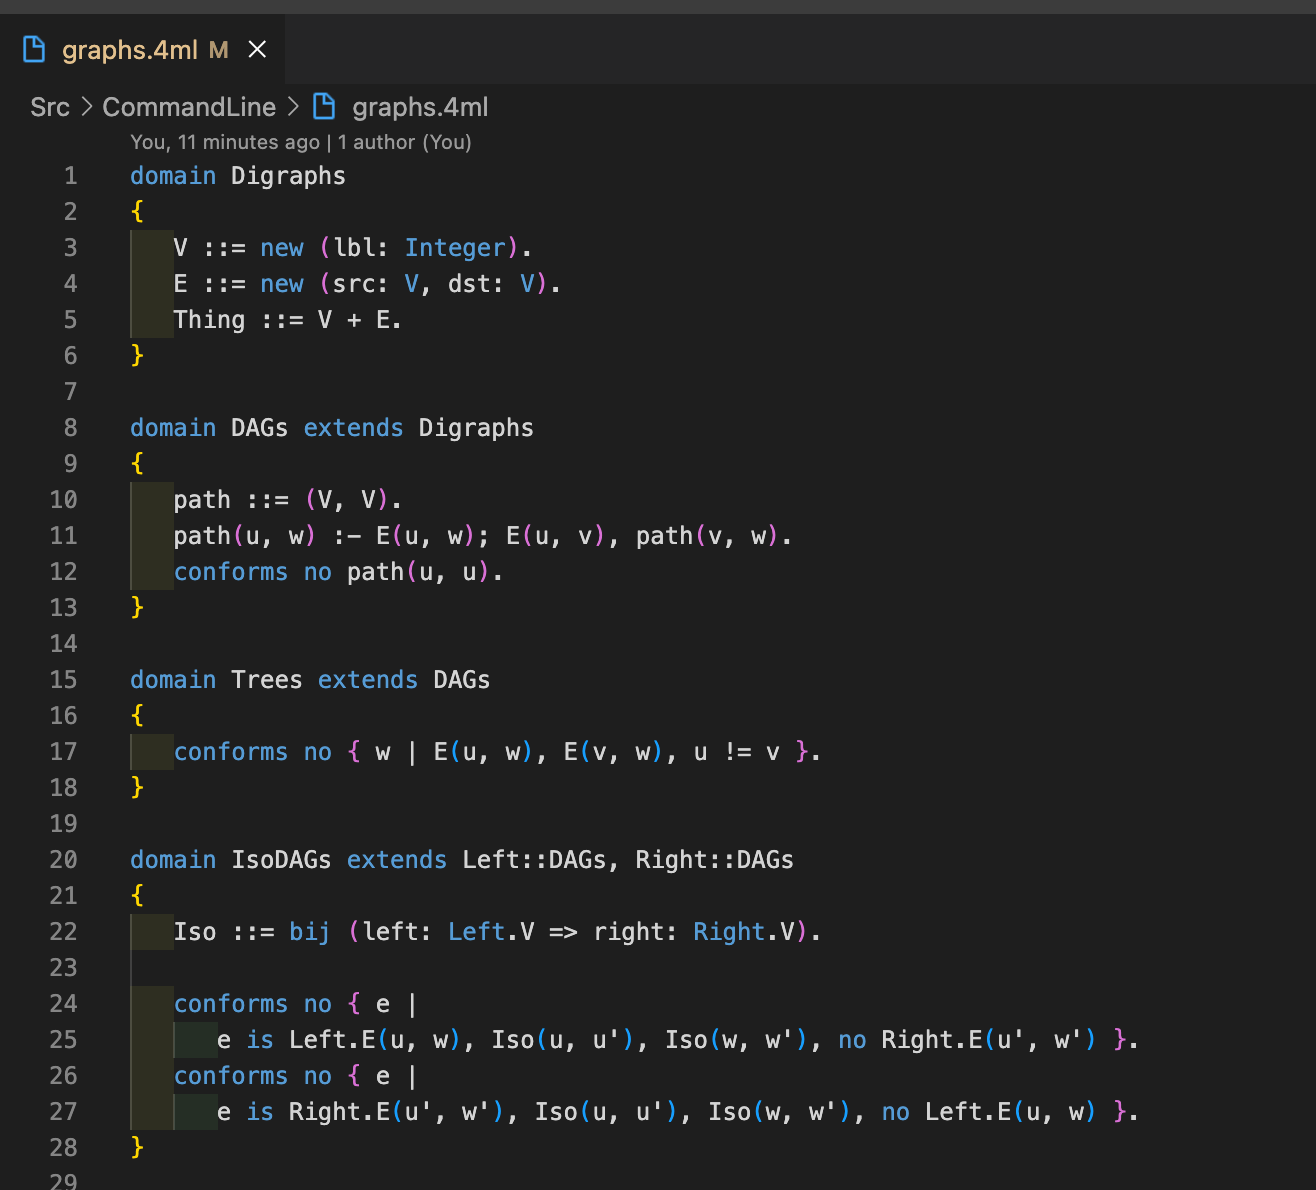 graphs.4ml M
Src > CommandLine > graphs.4ml
You, 11 minutes ago | 1 author (You)
1 domain Digraphs
2 {
3    V ::= new (lbl: Integer).
4    E ::= new (src: V, dst: V).
5    Thing ::= V + E.
6 }
7
8 domain DAGs extends Digraphs
9 {
10    path ::= (V, V).
11    path(u, w) :- E(u, w); E(u, v), path(v, w).
12    conforms no path(u, u).
13 }
14
15 domain Trees extends DAGs
16 {
17    conforms no { w | E(u, w), E(v, w), u != v }.
18 }
19
20 domain IsoDAGs extends Left::DAGs, Right::DAGs
21 {
22    Iso ::= bij (left: Left.V => right: Right.V).
23
24    conforms no { e |
25       e is Left.E(u, w), Iso(u, u'), Iso(w, w'), no Right.E(u', w') }.
26    conforms no { e |
27       e is Right.E(u', w'), Iso(u, u'), Iso(w, w'), no Left.E(u, w) }.
28 }
29